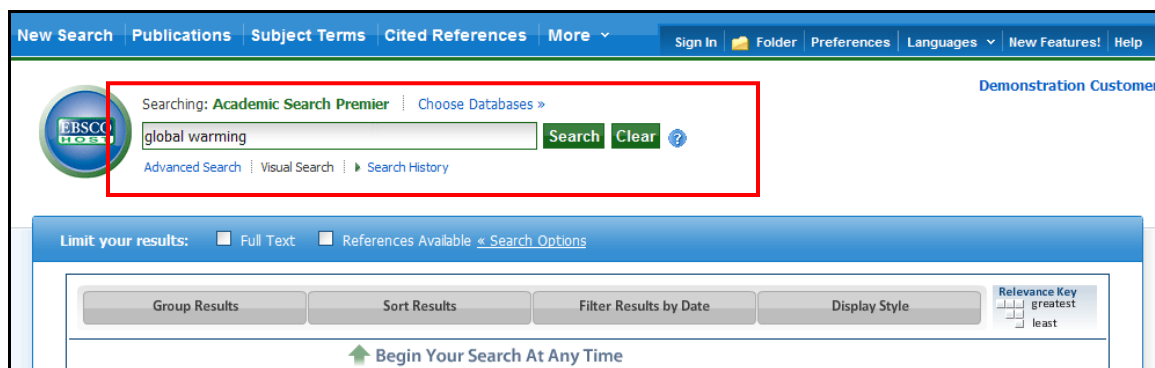 New Search Publications Subject Terms Cited References More
Sign In Folder Preferences Languages New Features! Help
Demonstration Customer
EBSCO
HOST
Searching: Academic Search Premier Choose Databases »
global warming Search Clear ?
Advanced Search Visual Search Search History
Limit your results: Full Text References Available « Search Options
Group Results Sort Results Filter Results by Date Display Style
Relevance Key
greatest
least
Begin Your Search At Any Time